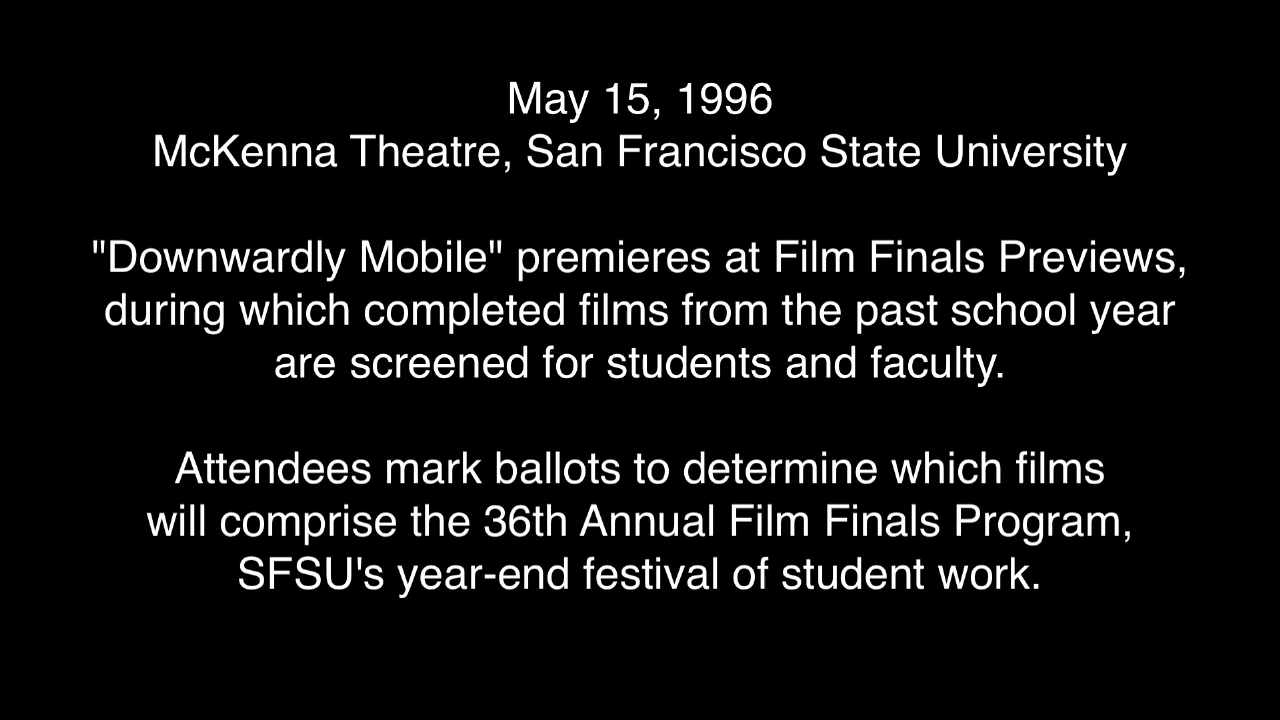 May 15, 1996
McKenna Theatre, San Francisco State University
"Downwardly Mobile" premieres at Film Finals Previews,
during which completed films from the past school year
are screened for students and faculty.
Attendees mark ballots to determine which films
will comprise the 36th Annual Film Finals Program,
SFSU's year-end festival of student work.